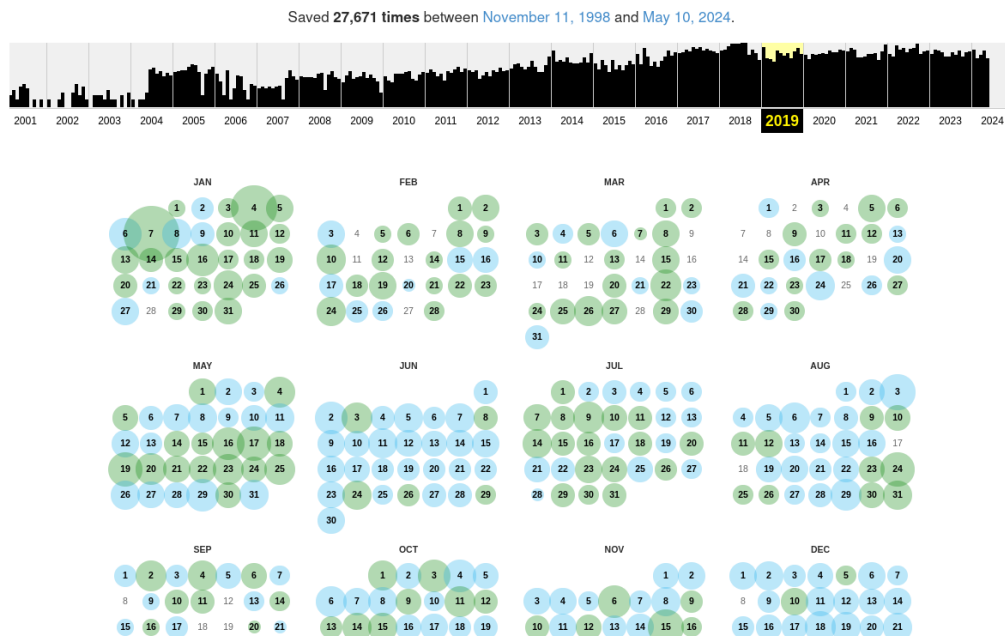 Saved 27,671 times between November 11, 1998 and May 10, 2024.
2001 2002 2003 2004 2005 2006 2007 2008 2009 2010 2011 2012 2013 2014 2015 2016 2017 2018 2019 2020 2021 2022 2023 2024
JAN FEB MAR APR
1 2 3 4 5 1 2 1 2 1 2 3 4 5 6
6 7 8 9 10 11 12 3 4 5 6 7 8 9 3 4 5 6 7 8 9 7 8 9 10 11 12 13
13 14 15 16 17 18 19 10 11 12 13 14 15 16 10 11 12 13 14 15 16 14 15 16 17 18 19 20
20 21 22 23 24 25 26 17 18 19 20 21 22 23 17 18 19 20 21 22 23 21 22 23 24 25 26 27
27 28 29 30 31 24 25 26 27 28 24 25 26 27 28 29 30 28 29 30
31
MAY JUN JUL AUG
1 2 3 4 1 1 2 3 4 5 6 1 2 3
5 6 7 8 9 10 11 2 3 4 5 6 7 8 7 8 9 10 11 12 13 4 5 6 7 8 9 10
12 13 14 15 16 17 18 9 10 11 12 13 14 15 14 15 16 17 18 19 20 11 12 13 14 15 16 17
19 20 21 22 23 24 25 16 17 18 19 20 21 22 21 22 23 24 25 26 27 18 19 20 21 22 23 24
26 27 28 29 30 31 23 24 25 26 27 28 29 28 29 30 31 25 26 27 28 29 30 31
30
SEP OCT NOV DEC
1 2 3 4 5 6 7 1 2 3 4 5 1 2 1 2 3 4 5 6 7
8 9 10 11 12 13 14 6 7 8 9 10 11 12 3 4 5 6 7 8 9 8 9 10 11 12 13 14
15 16 17 18 19 20 21 13 14 15 16 17 18 19 10 11 12 13 14 15 16 15 16 17 18 19 20 21